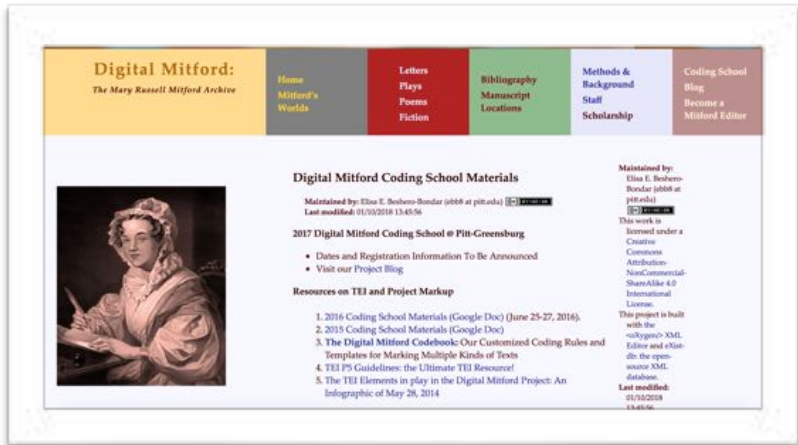 Digital Mitford:
The Mary Russell Mitford Archive
Home
Mitford's
Worlds
Letters
Plays
Poems
Fiction
Bibliography
Manuscript
Locations
Methods &
Background
Staff
Scholarship
Coding School
Blog
Become a
Mitford Editor
Digital Mitford Coding School Materials
Maintained by: Elisa E. Beshero-Bondar (ebb8 at pitt.edu)
Last modified: 01/10/2018 13:45:56
2017 Digital Mitford Coding School @ Pitt-Greensburg
• Dates and Registration Information To Be Announced
• Visit our Project Blog
Resources on TEI and Project Markup
1. 2016 Coding School Materials (Google Doc) (June 25-27, 2016).
2. 2015 Coding School Materials (Google Doc)
3. The Digital Mitford Codebook: Our Customized Coding Rules and
Templates for Marking Multiple Kinds of Texts
4. TEI P5 Guidelines: the Ultimate TEI Resource!
5. The TEI Elements in play in the Digital Mitford Project: An
Infographic of May 28, 2014
Maintained by:
Elisa E. Beshero-
Bondar (ebb8 at
pitt.edu)
This work is
licensed under a
Creative
Commons
Attribution-
NonCommercial-
ShareAlike 4.0
International
License.
This project is built
with the
<oXygen/> XML
Editor and eXist-
db: the open-
source XML
database.
Last modified:
01/10/2018
13:45:56